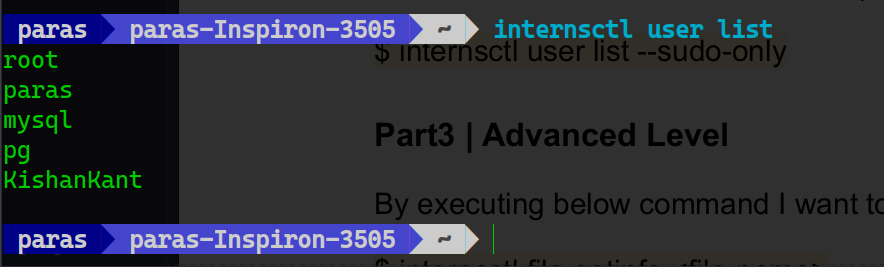 paras paras-Inspiron-3505 ~ internsctl user list
$ internsctl user list --sudo-only
root
paras
mysql
Part3 | Advanced Level
pg
KishanKant
By executing below command I want to
paras paras-Inspiron-3505 ~